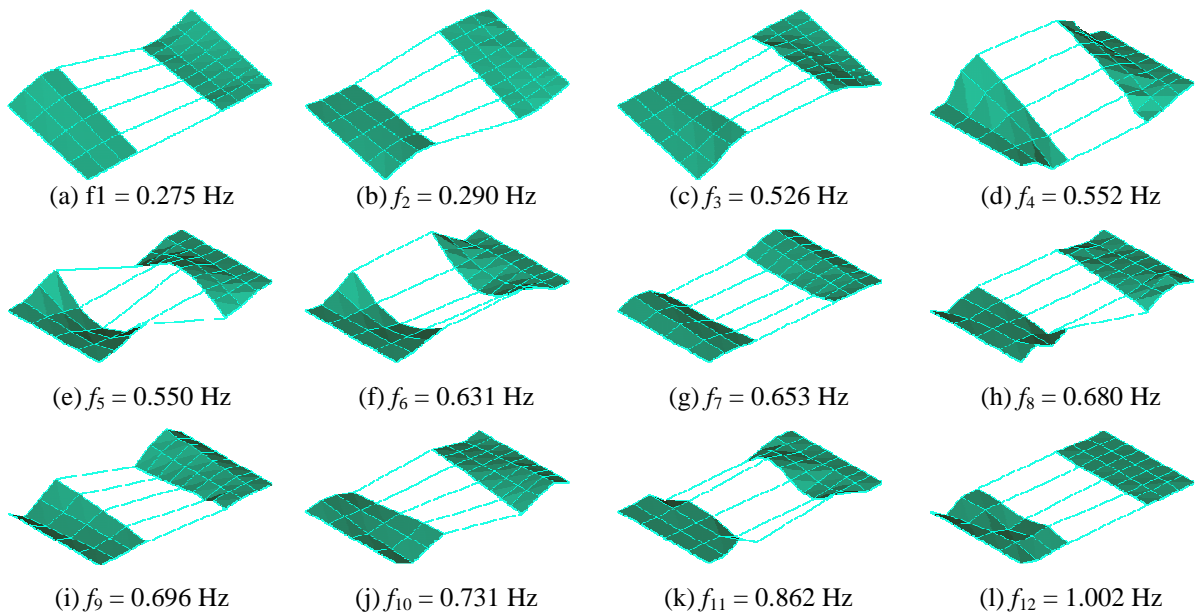 (a) f1 = 0.275 Hz
(b) f2 = 0.290 Hz
(c) f3 = 0.526 Hz
(d) f4 = 0.552 Hz
(e) f5 = 0.550 Hz
(f) f6 = 0.631 Hz
(g) f7 = 0.653 Hz
(h) f8 = 0.680 Hz
(i) f9 = 0.696 Hz
(j) f10 = 0.731 Hz
(k) f11 = 0.862 Hz
(l) f12 = 1.002 Hz